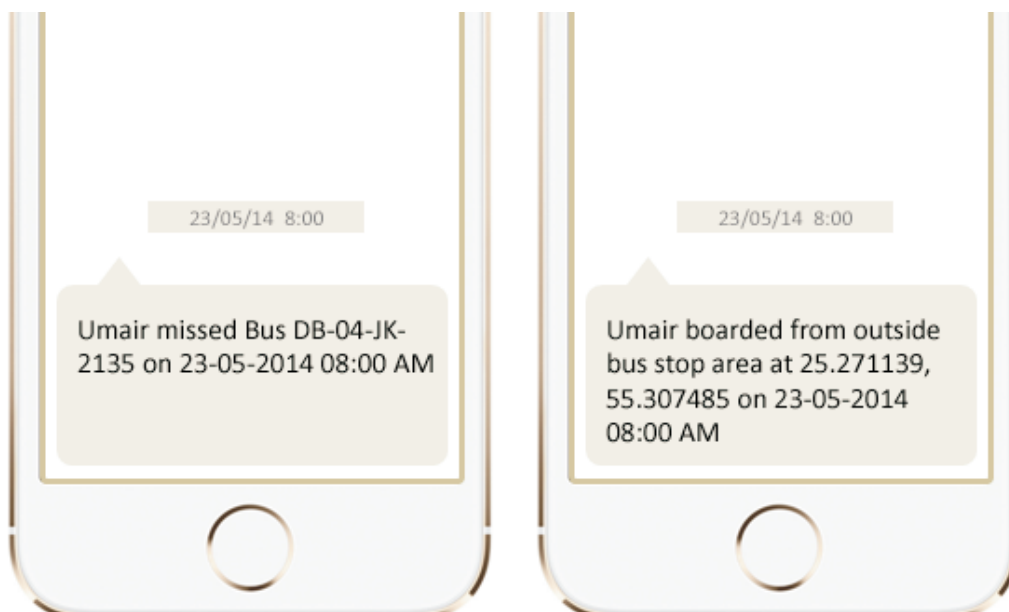 23/05/14 8:00
Umair missed Bus DB-04-JK-
2135 on 23-05-2014 08:00 AM
23/05/14 8:00
Umair boarded from outside
bus stop area at 25.271139,
55.307485 on 23-05-2014
08:00 AM